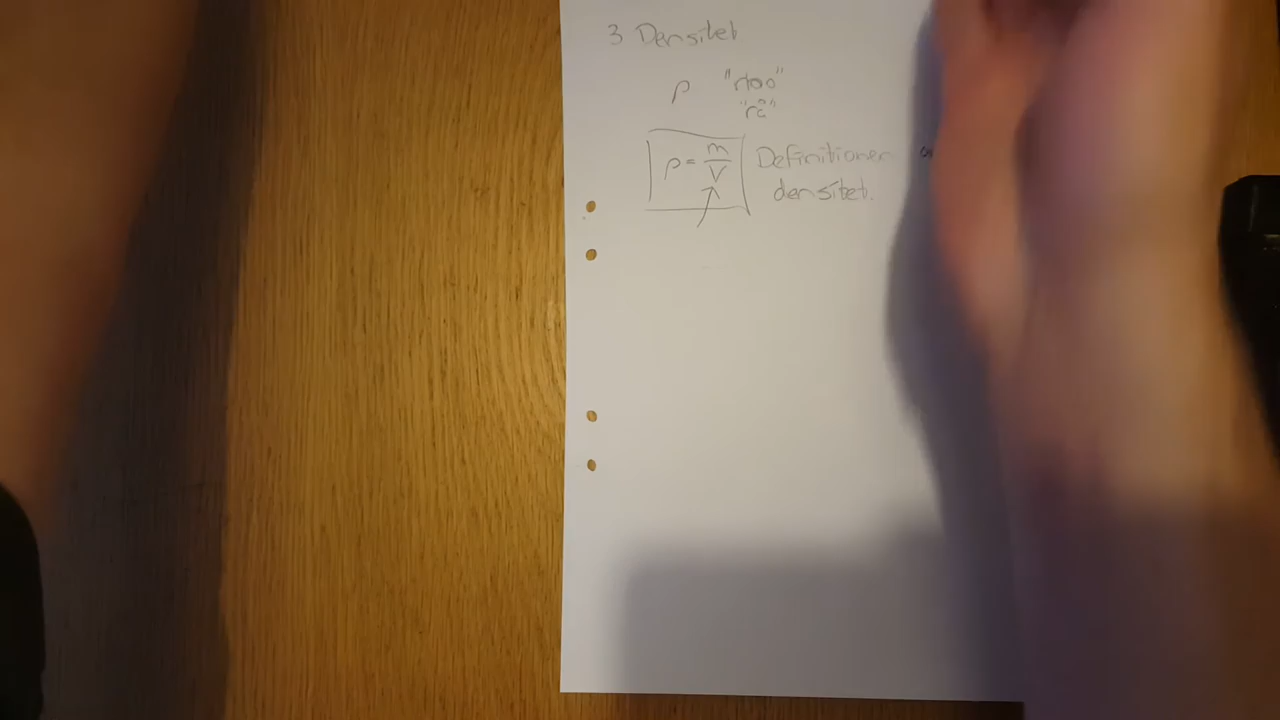 3 Densitet
ρ "rhoo"
"rå"
ρ = m/V Definitionen
densitet.